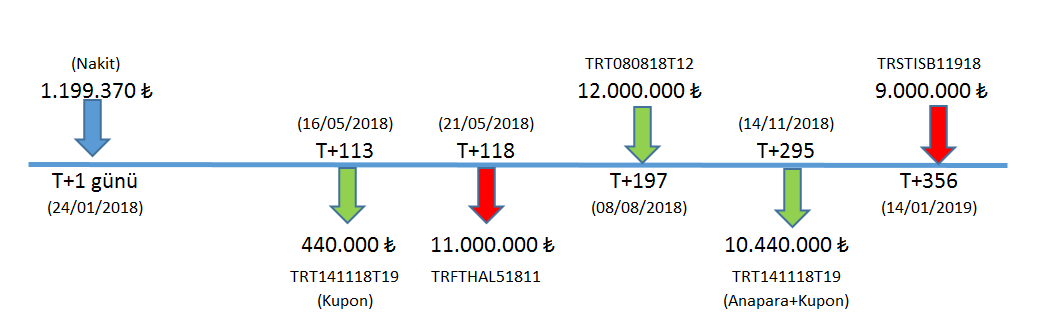 (Nakit)
1.199.370 ₺
T+1 günü
(24/01/2018)
(16/05/2018)
T+113
440.000 ₺
TRT141118T19
(Kupon)
(21/05/2018)
T+118
11.000.000 ₺
TRFTHAL51811
TRT080818T12
12.000.000 ₺
T+197
(08/08/2018)
(14/11/2018)
T+295
10.440.000 ₺
TRT141118T19
(Anapara+Kupon)
TRSTISB11918
9.000.000 ₺
T+356
(14/01/2019)